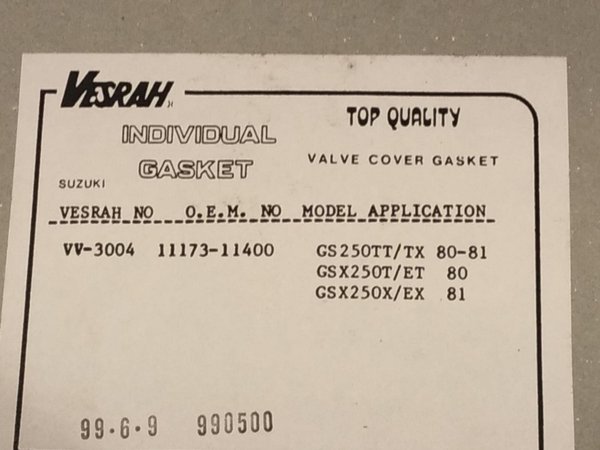 VESRAH
TOP QUALITY
INDIVIDUAL
GASKET
VALVE COVER GASKET
SUZUKI
VESRAH NO O.E.M. NO MODEL APPLICATION
VV-3004 11173-11400 GS250TT/TX 80-81
GSX250T/ET 80
GSX250X/EX 81
99.6.9 990500